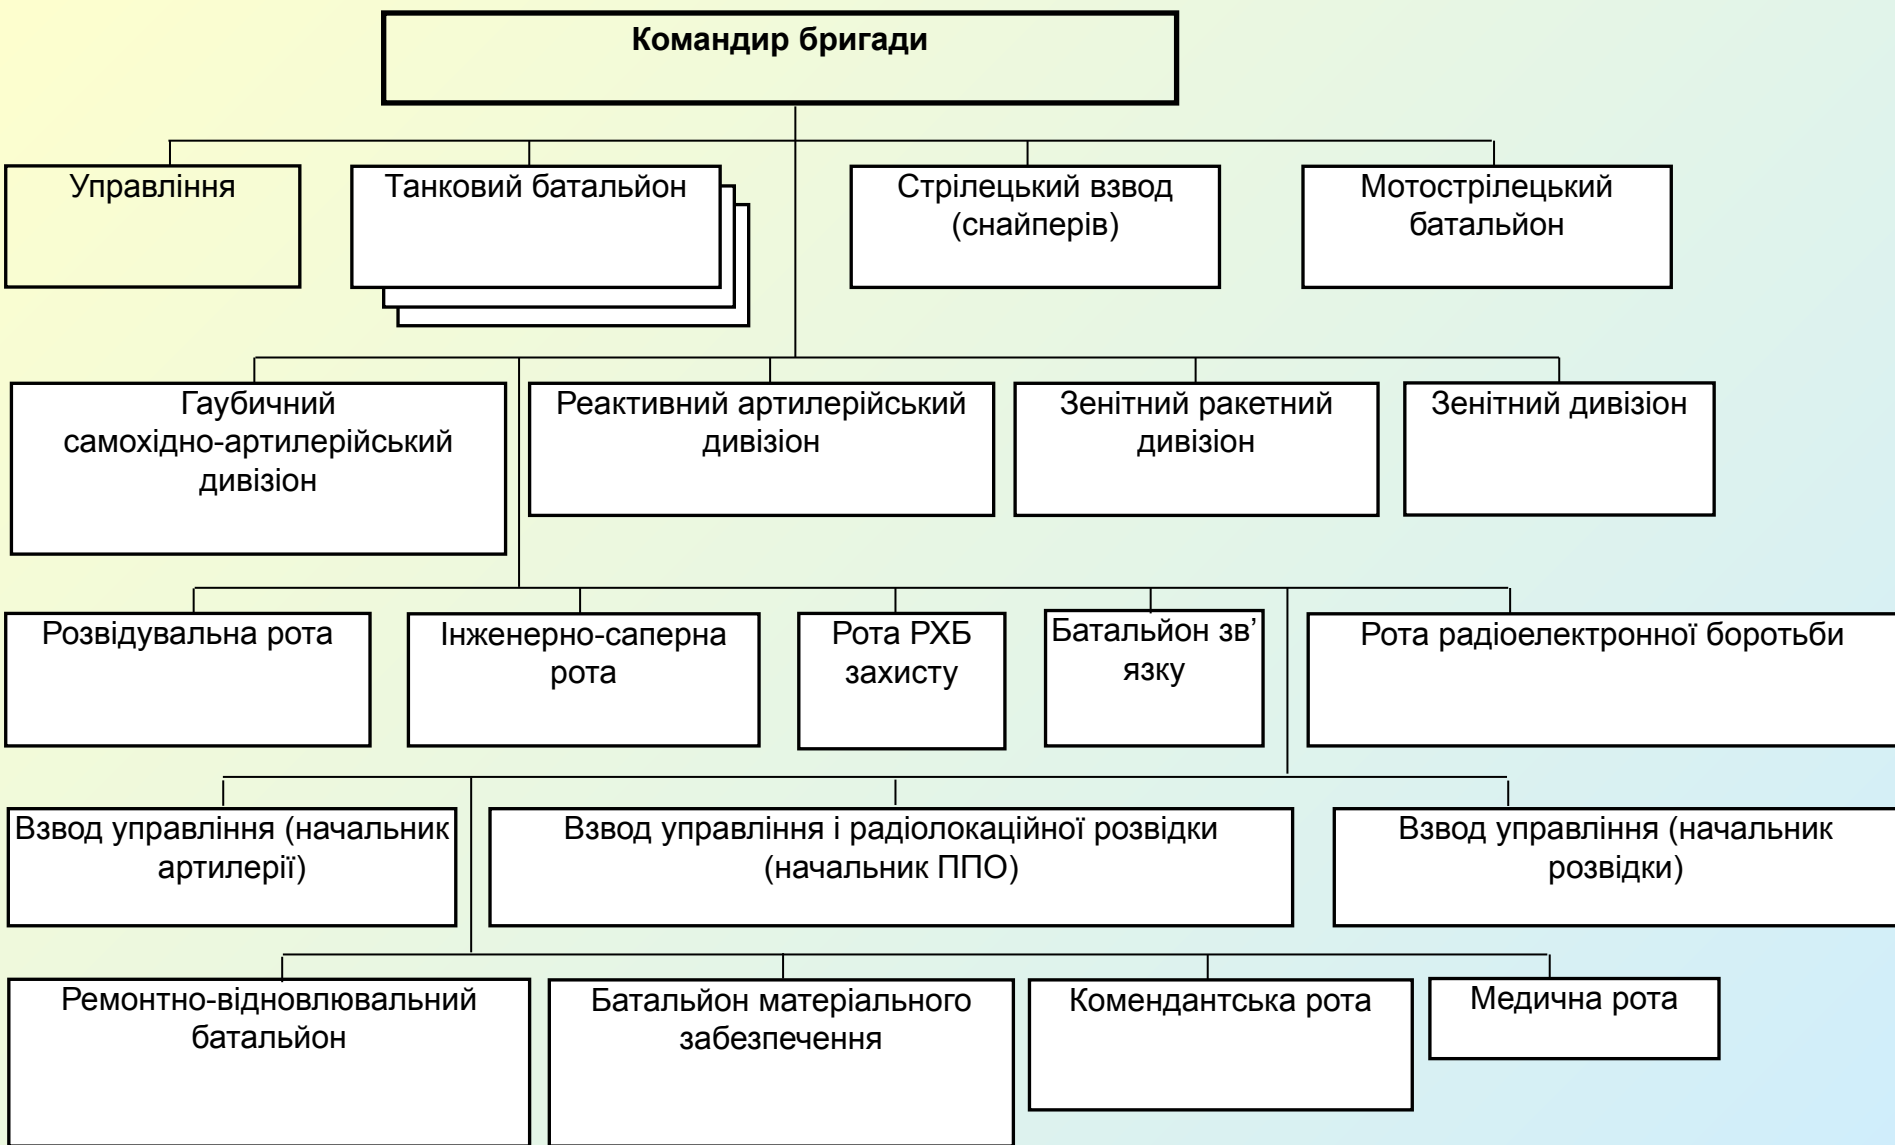 Командир бригади
Управління
Танковий батальйон
Стрілецький взвод
(снайперів)
Мотострілецький
батальйон
Гаубичний
самохідно-артилерійський
дивізіон
Реактивний артилерійський
дивізіон
Зенітний ракетний
дивізіон
Зенітний дивізіон
Розвідувальна рота
Інженерно-саперна
рота
Рота РХБ
захисту
Батальйон зв’
язку
Рота радіоелектронної боротьби
Взвод управління (начальник
артилерії)
Взвод управління і радіолокаційної розвідки
(начальник ППО)
Взвод управління (начальник
розвідки)
Ремонтно-відновлювальний
батальйон
Батальйон матеріального
забезпечення
Комендантська рота
Медична рота